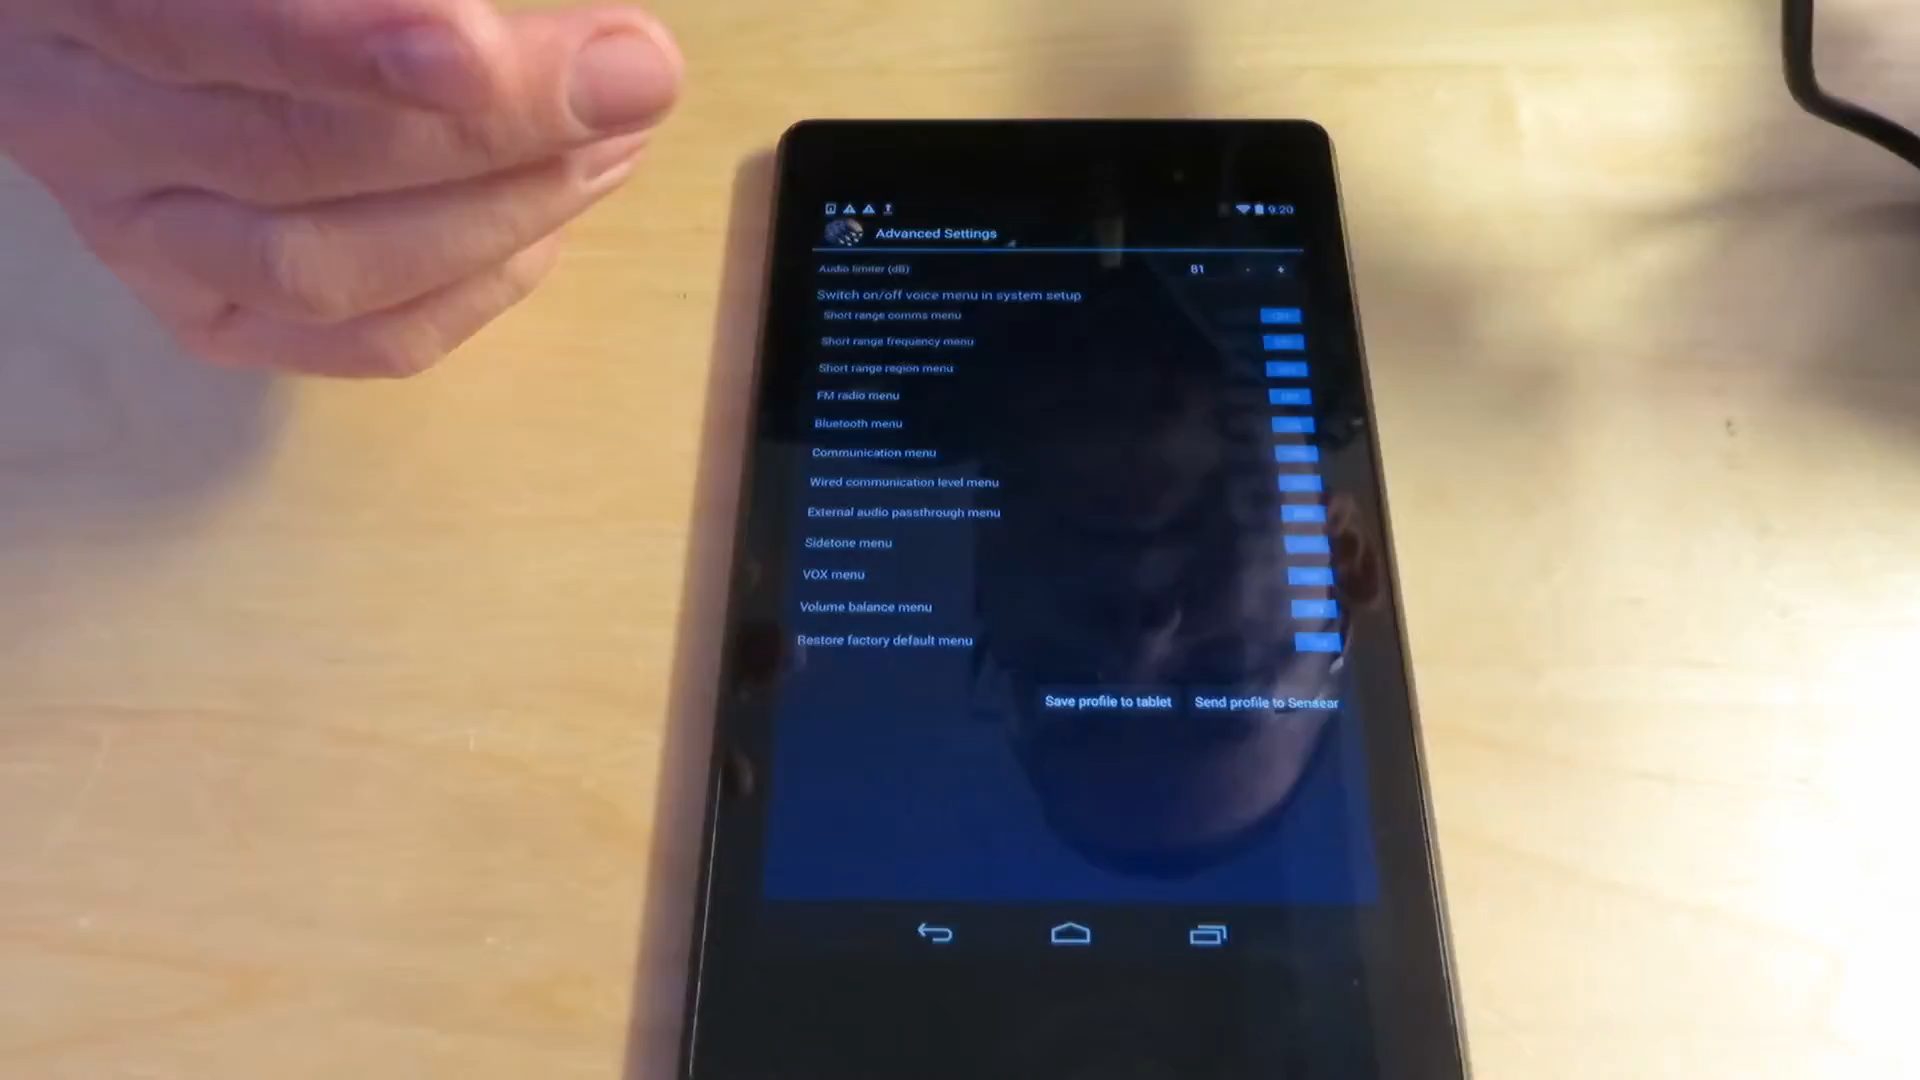 9:20
Advanced Settings
Audio limiter (dB) 81 - +
Switch on/off voice menu in system setup
Short range comms menu
Short range frequency menu
Short range region menu
FM radio menu
Bluetooth menu
Communication menu
Wired communication level menu
External audio passthrough menu
Sidetone menu
VOX menu
Volume balance menu
Restore factory default menu
Save profile to tablet Send profile to Sensear